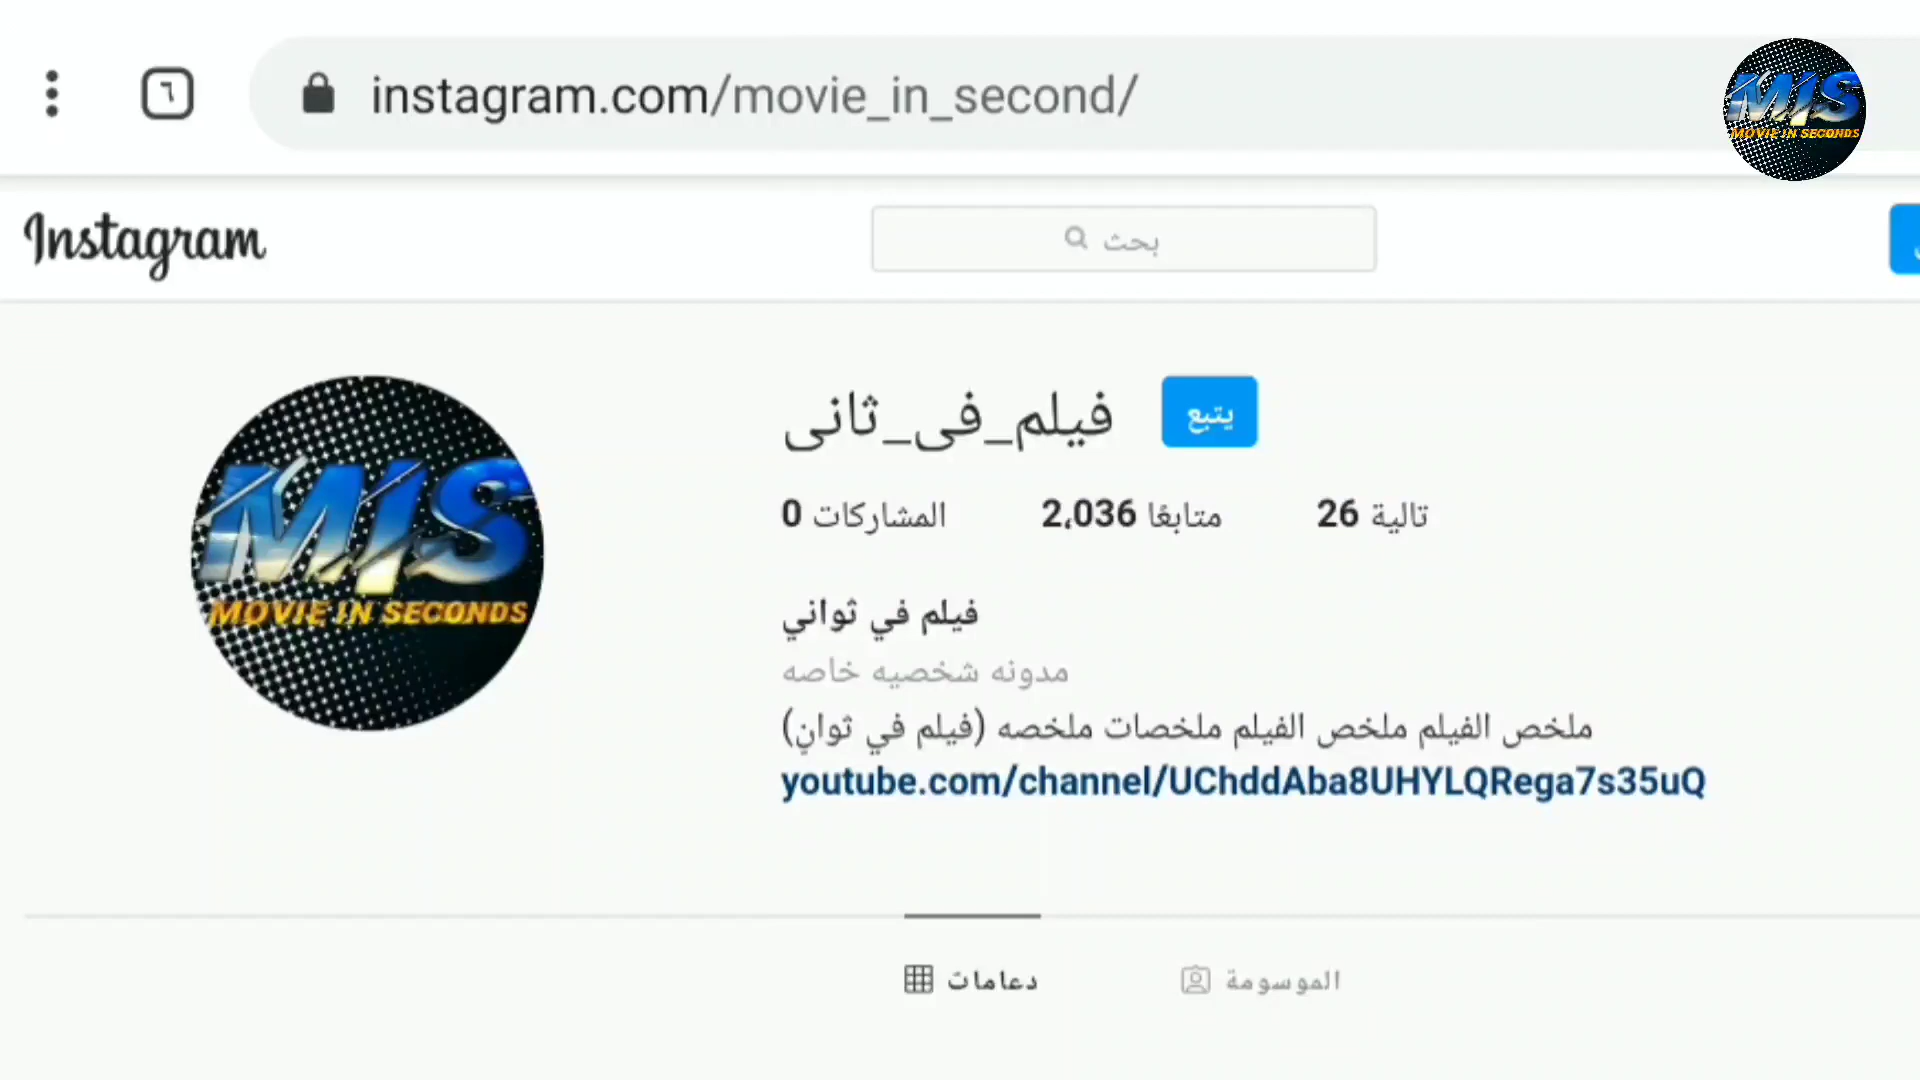 ٦
instagram.com/movie_in_second/
MIS
MOVIE IN SECONDS
Instagram
بحث
MIS
MOVIE IN SECONDS
فيلم_فى_ثانى
يتبع
0 المشاركات
2،036 متابعًا
26 تالية
فيلم في ثواني
مدونه شخصيه خاصه
ملخص الفيلم ملخص الفيلم ملخصات ملخصه (فيلم في ثوانٍ)
youtube.com/channel/UChddAba8UHYLQRega7s35uQ
دعامات
الموسومة